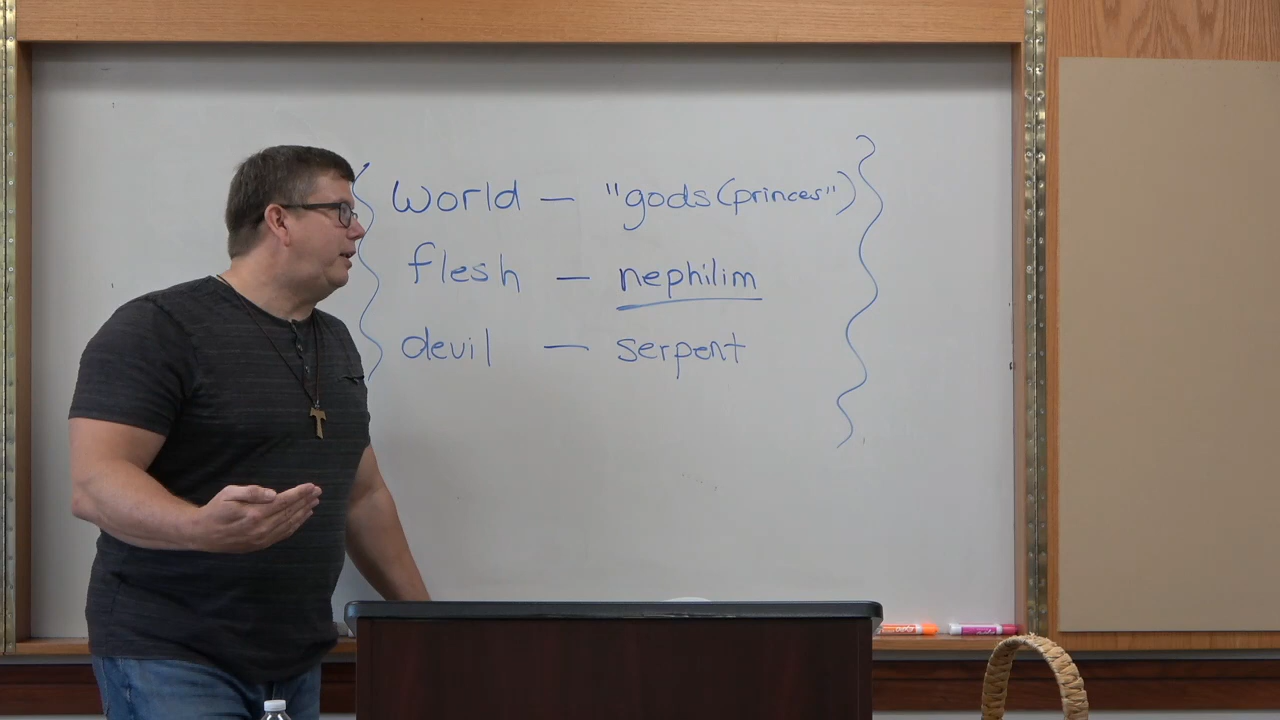 world — "gods(princes")
flesh — nephilim
devil — serpent